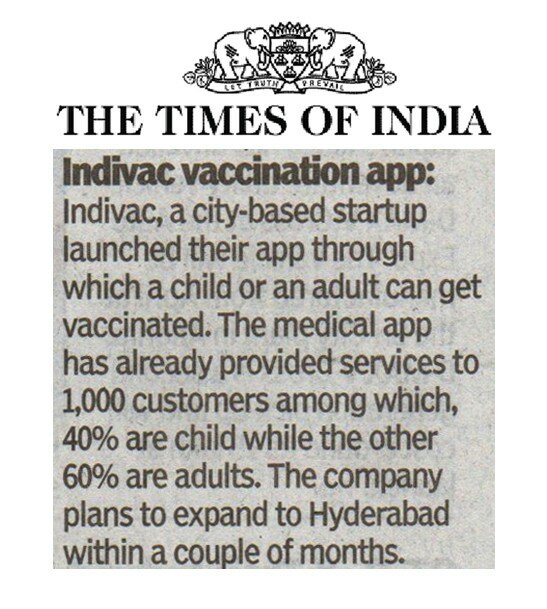 LET TRUTH PREVAIL
THE TIMES OF INDIA
Indivac vaccination app:
Indivac, a city-based startup
launched their app through
which a child or an adult can get
vaccinated. The medical app
has already provided services to
1,000 customers among which,
40% are child while the other
60% are adults. The company
plans to expand to Hyderabad
within a couple of months.